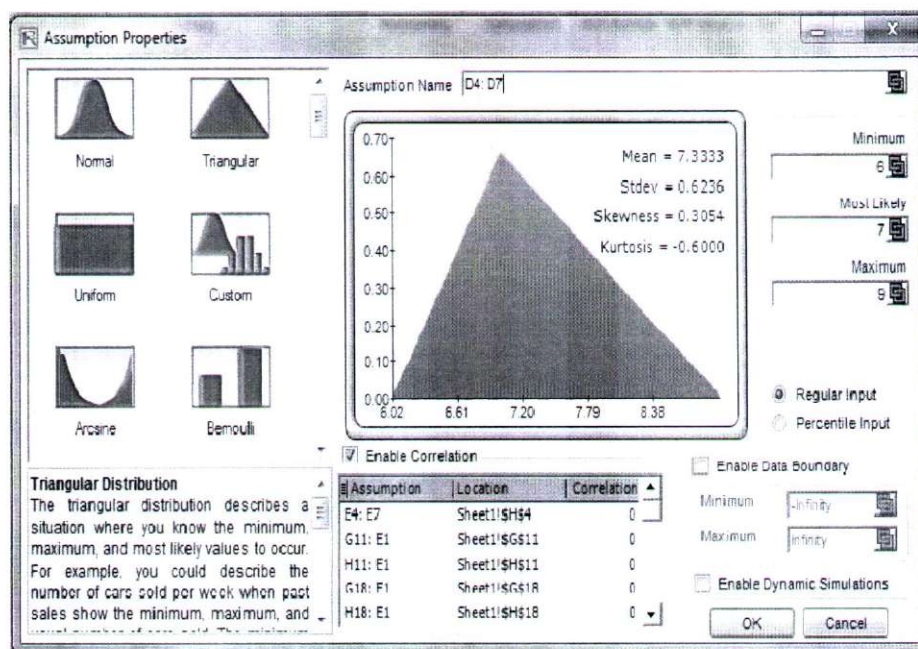 Assumption Properties
Normal
Triangular
Uniform
Custom
Arcsine
Bernoulli
Triangular Distribution
The triangular distribution describes a
situation where you know the minimum,
maximum, and most likely values to occur.
For example, you could describe the
number of cars sold per week when past
sales show the minimum, maximum, and
usual number of cars sold. The minimum
Assumption Name D4: D7
0.70
0.60
0.50
0.40
0.30
0.20
0.10
0.00
6.02 6.61 7.20 7.79 8.38
Mean = 7.3333
Stdev = 0.6236
Skewness = 0.3054
Kurtosis = -0.6000
Minimum
6
Most Likely
7
Maximum
9
Regular Input
Percentile Input
Enable Correlation
Assumption Location Correlation
E4: E7 Sheet1!$H$4 0
G11: E1 Sheet1!$G$11 0
H11: E1 Sheet1!$H$11 0
G18: E1 Sheet1!$G$18 0
H18: E1 Sheet1!$H$18 0
Enable Data Boundary
Minimum -Infinity
Maximum Infinity
Enable Dynamic Simulations
OK Cancel